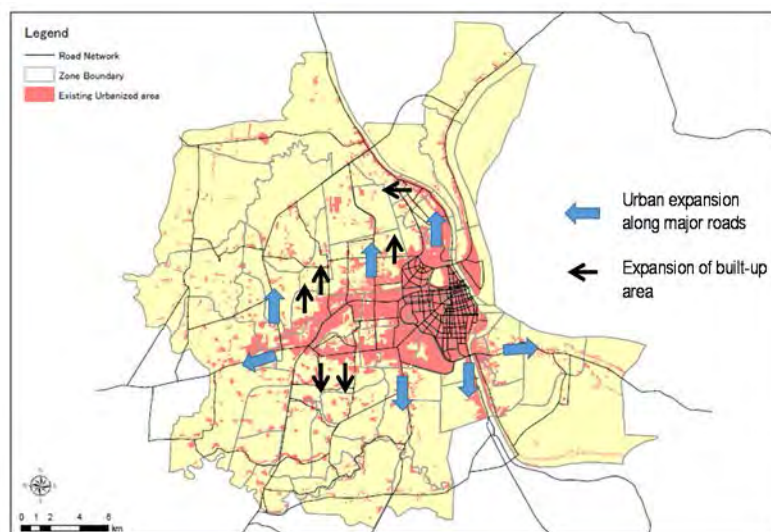 Legend
Road Network
Zone Boundary
Existing Urbanized area
Urban expansion
along major roads
Expansion of built-up
area
0 1 2 4 6 8
km